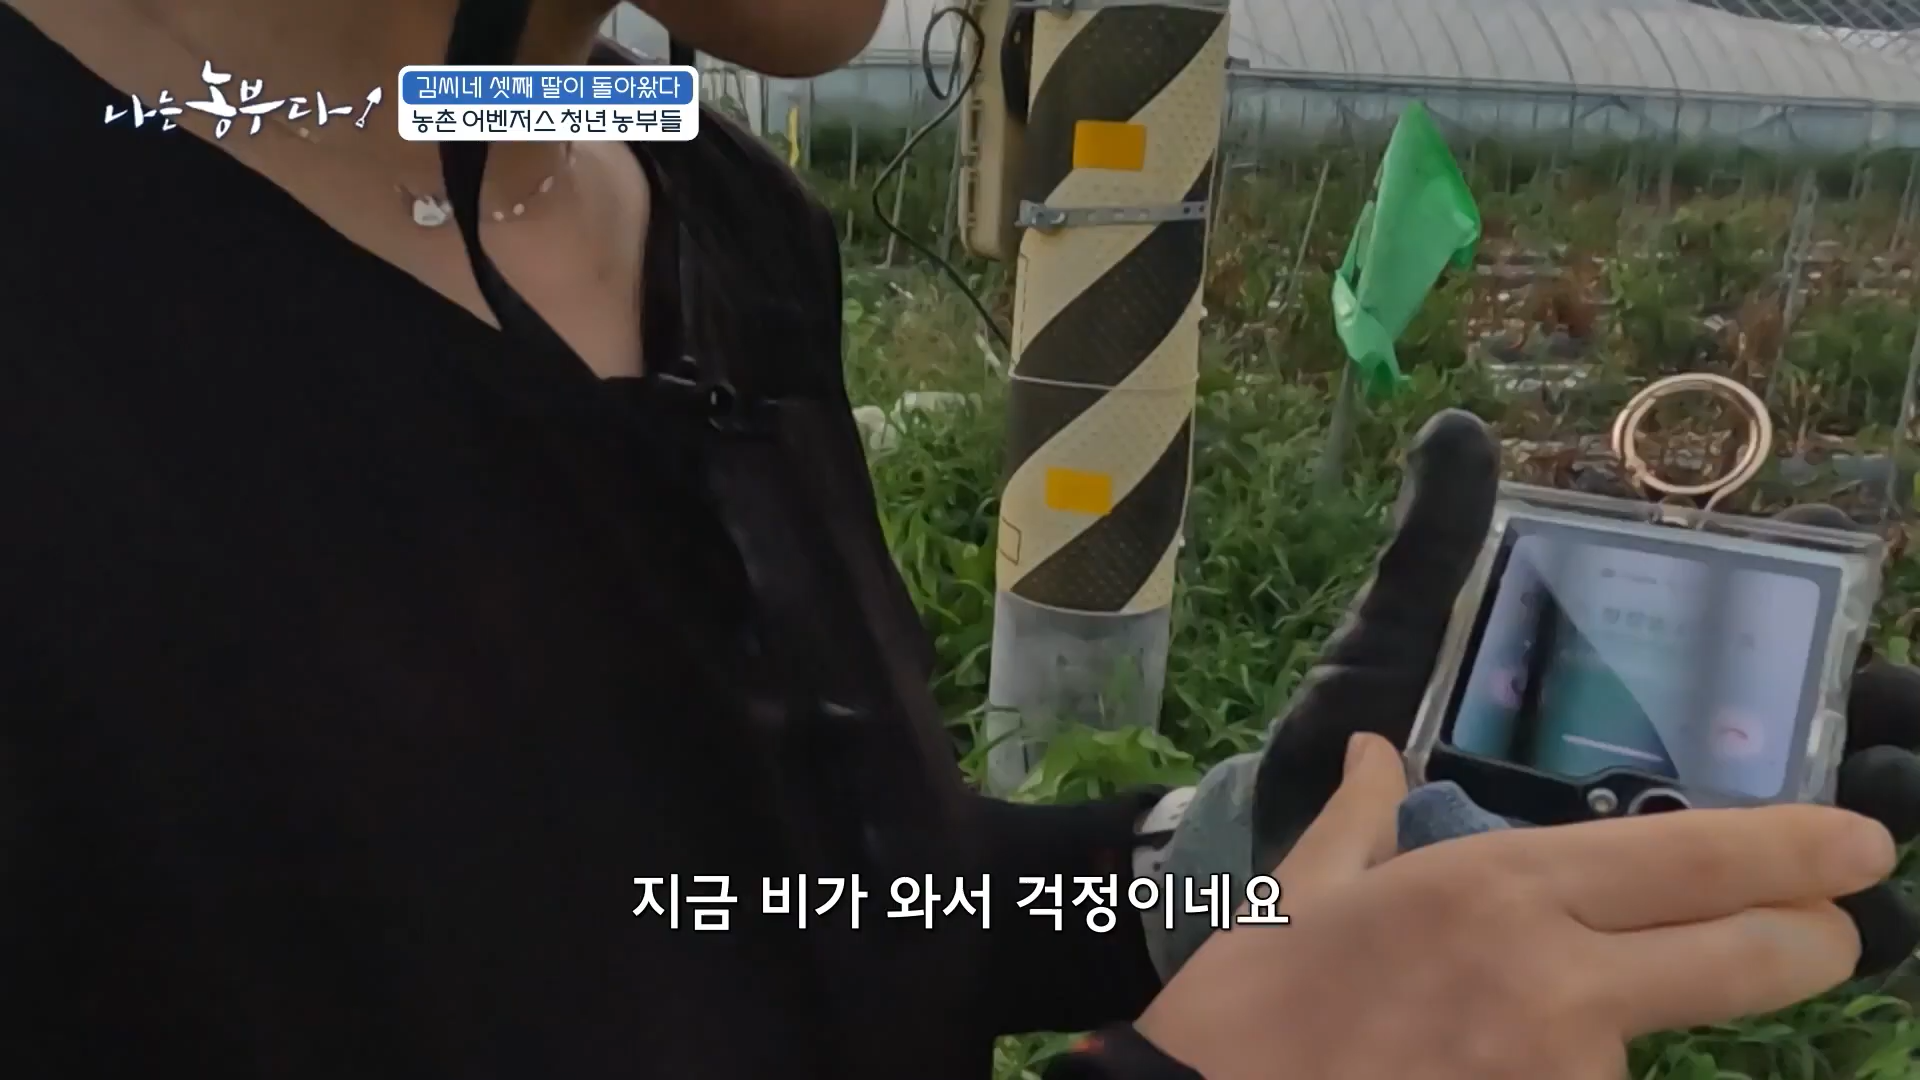 나는 농부다
김씨네 셋째 딸이 돌아왔다
농촌 어벤저스 청년 농부들
지금 비가 와서 걱정이네요